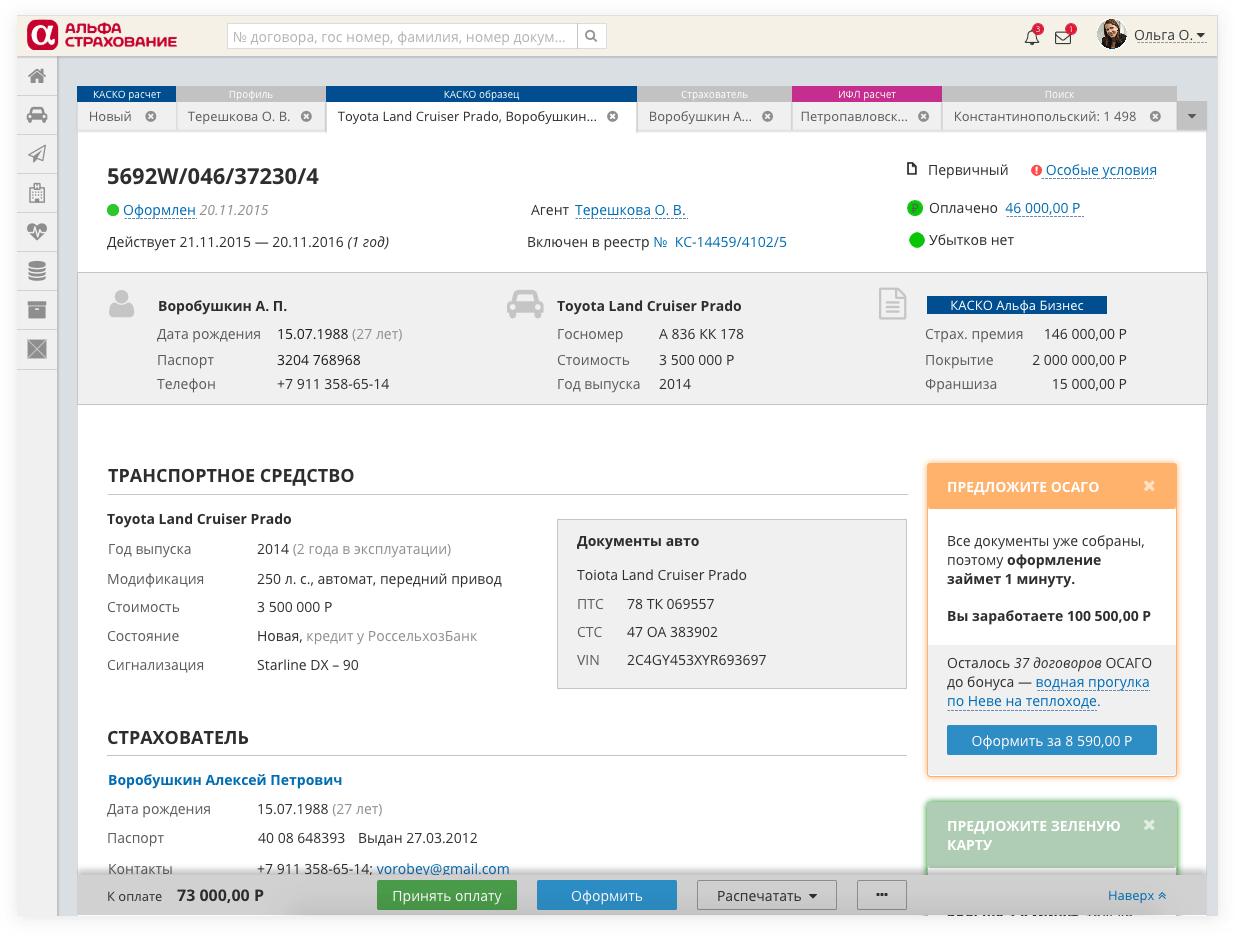 АЛЬФА
СТРАХОВАНИЕ
№ договора, гос номер, фамилия, номер докум...
3
1
Ольга О.
КАСКО расчет
Профиль
КАСКО образец
Страхователь
ИФЛ расчет
Поиск
Новый
Терешкова О. В.
Toyota Land Cruiser Prado, Воробушкин...
Воробушкин А...
Петропавловск...
Константинопольский: 1 498
5692W/046/37230/4
Первичный
Особые условия
Оформлен 20.11.2015
Агент Терешкова О. В.
Оплачено 46 000,00 Р
Действует 21.11.2015 — 20.11.2016 (1 год)
Включен в реестр № КС-14459/4102/5
Убытков нет
Воробушкин А. П.
Дата рождения 15.07.1988 (27 лет)
Паспорт 3204 768968
Телефон +7 911 358-65-14
Toyota Land Cruiser Prado
Госномер А 836 КК 178
Стоимость 3 500 000 Р
Год выпуска 2014
КАСКО Альфа Бизнес
Страх. премия 146 000,00 Р
Покрытие 2 000 000,00 Р
Франшиза 15 000,00 Р
ТРАНСПОРТНОЕ СРЕДСТВО
Toyota Land Cruiser Prado
Год выпуска 2014 (2 года в эксплуатации)
Модификация 250 л. с., автомат, передний привод
Стоимость 3 500 000 Р
Состояние Новая, кредит у РоссельхозБанк
Сигнализация Starline DX – 90
Документы авто
Toiota Land Cruiser Prado
ПТС 78 ТК 069557
СТС 47 ОА 383902
VIN 2C4GY453XYR693697
СТРАХОВАТЕЛЬ
Воробушкин Алексей Петрович
Дата рождения 15.07.1988 (27 лет)
Паспорт 40 08 648393 Выдан 27.03.2012
Контакты +7 911 358-65-14; vorobey@gmail.com
ПРЕДЛОЖИТЕ ОСАГО
Все документы уже собраны,
поэтому оформление
займет 1 минуту.
Вы заработаете 100 500,00 Р
Осталось 37 договоров ОСАГО
до бонуса — водная прогулка
по Неве на теплоходе.
Оформить за 8 590,00 Р
ПРЕДЛОЖИТЕ ЗЕЛЕНУЮ
КАРТУ
К оплате 73 000,00 Р
Принять оплату
Оформить
Распечатать
...
Наверх